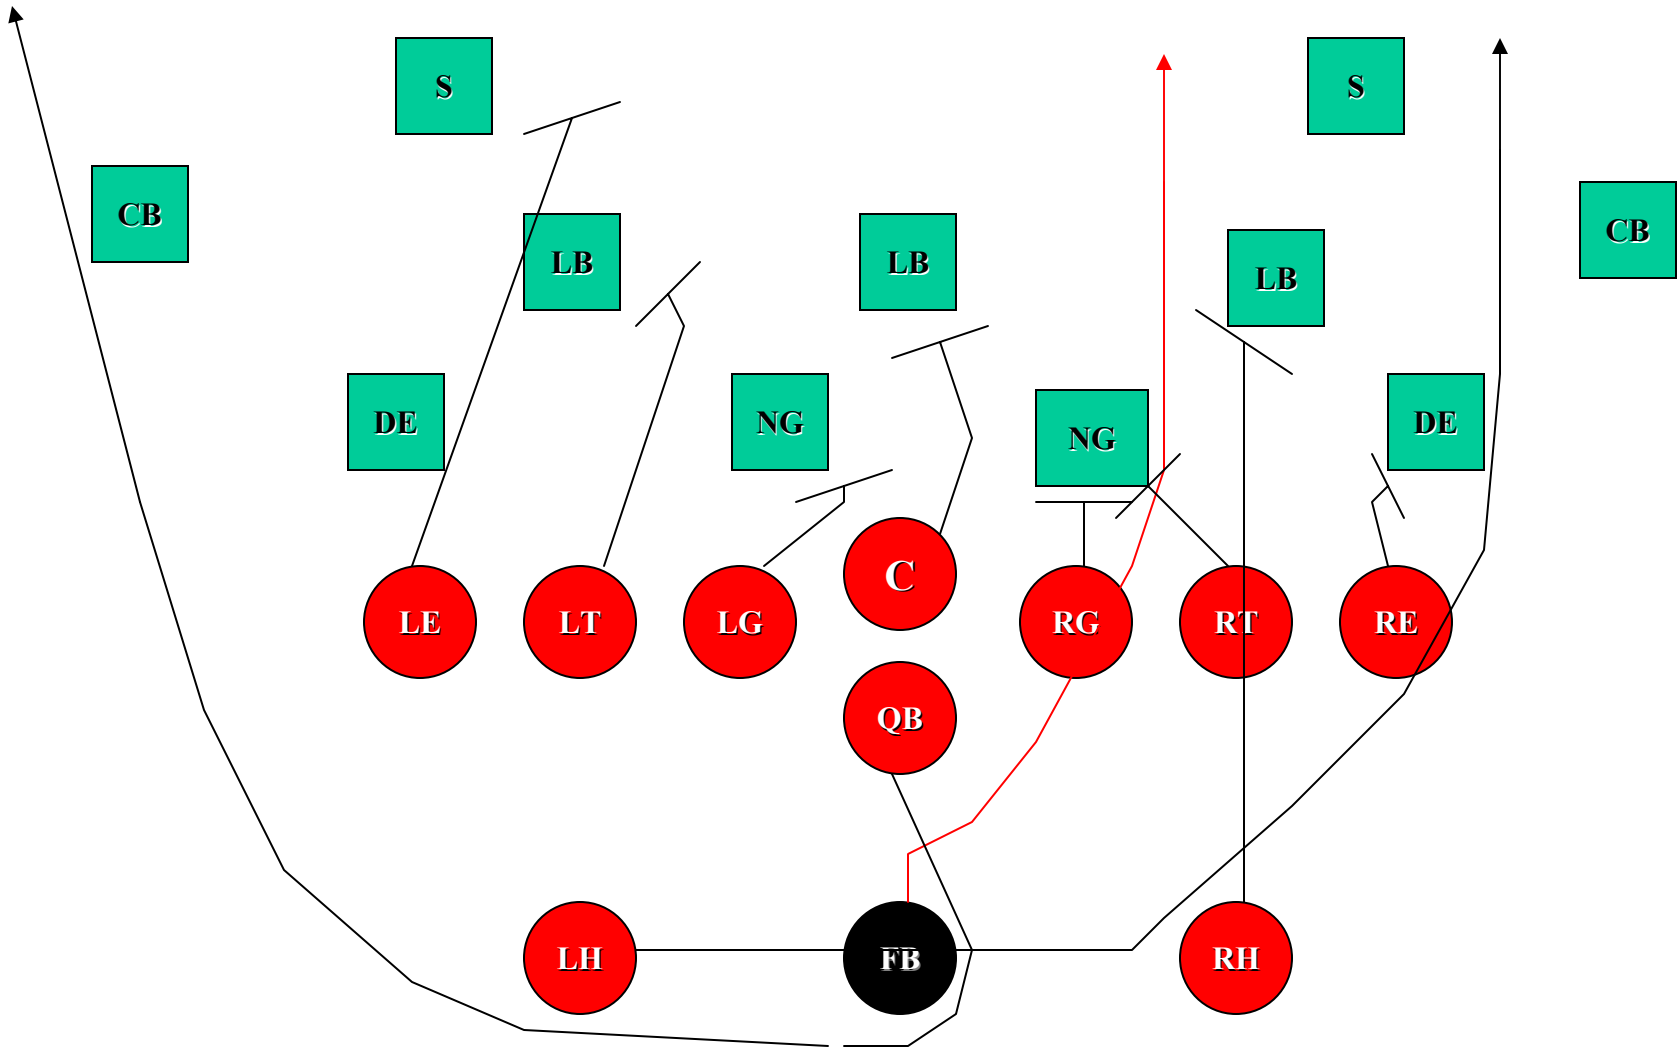 S
S
CB
CB
LB
LB
LB
DE
NG
NG
DE
C
LE
LT
LG
RG
RT
RE
QB
LH
FB
RH